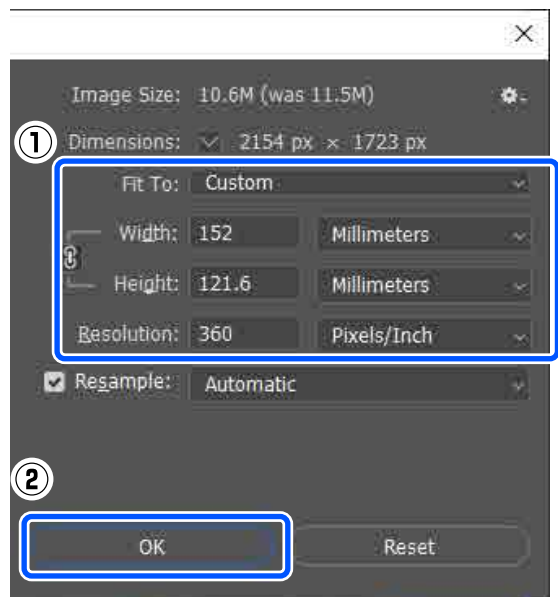 Image Size: 10.6M (was 11.5M)
①
Dimensions: 2154 px × 1723 px
Fit To: Custom
Width: 152 Millimeters
Height: 121.6 Millimeters
Resolution: 360 Pixels/Inch
Resample: Automatic
②
OK Reset